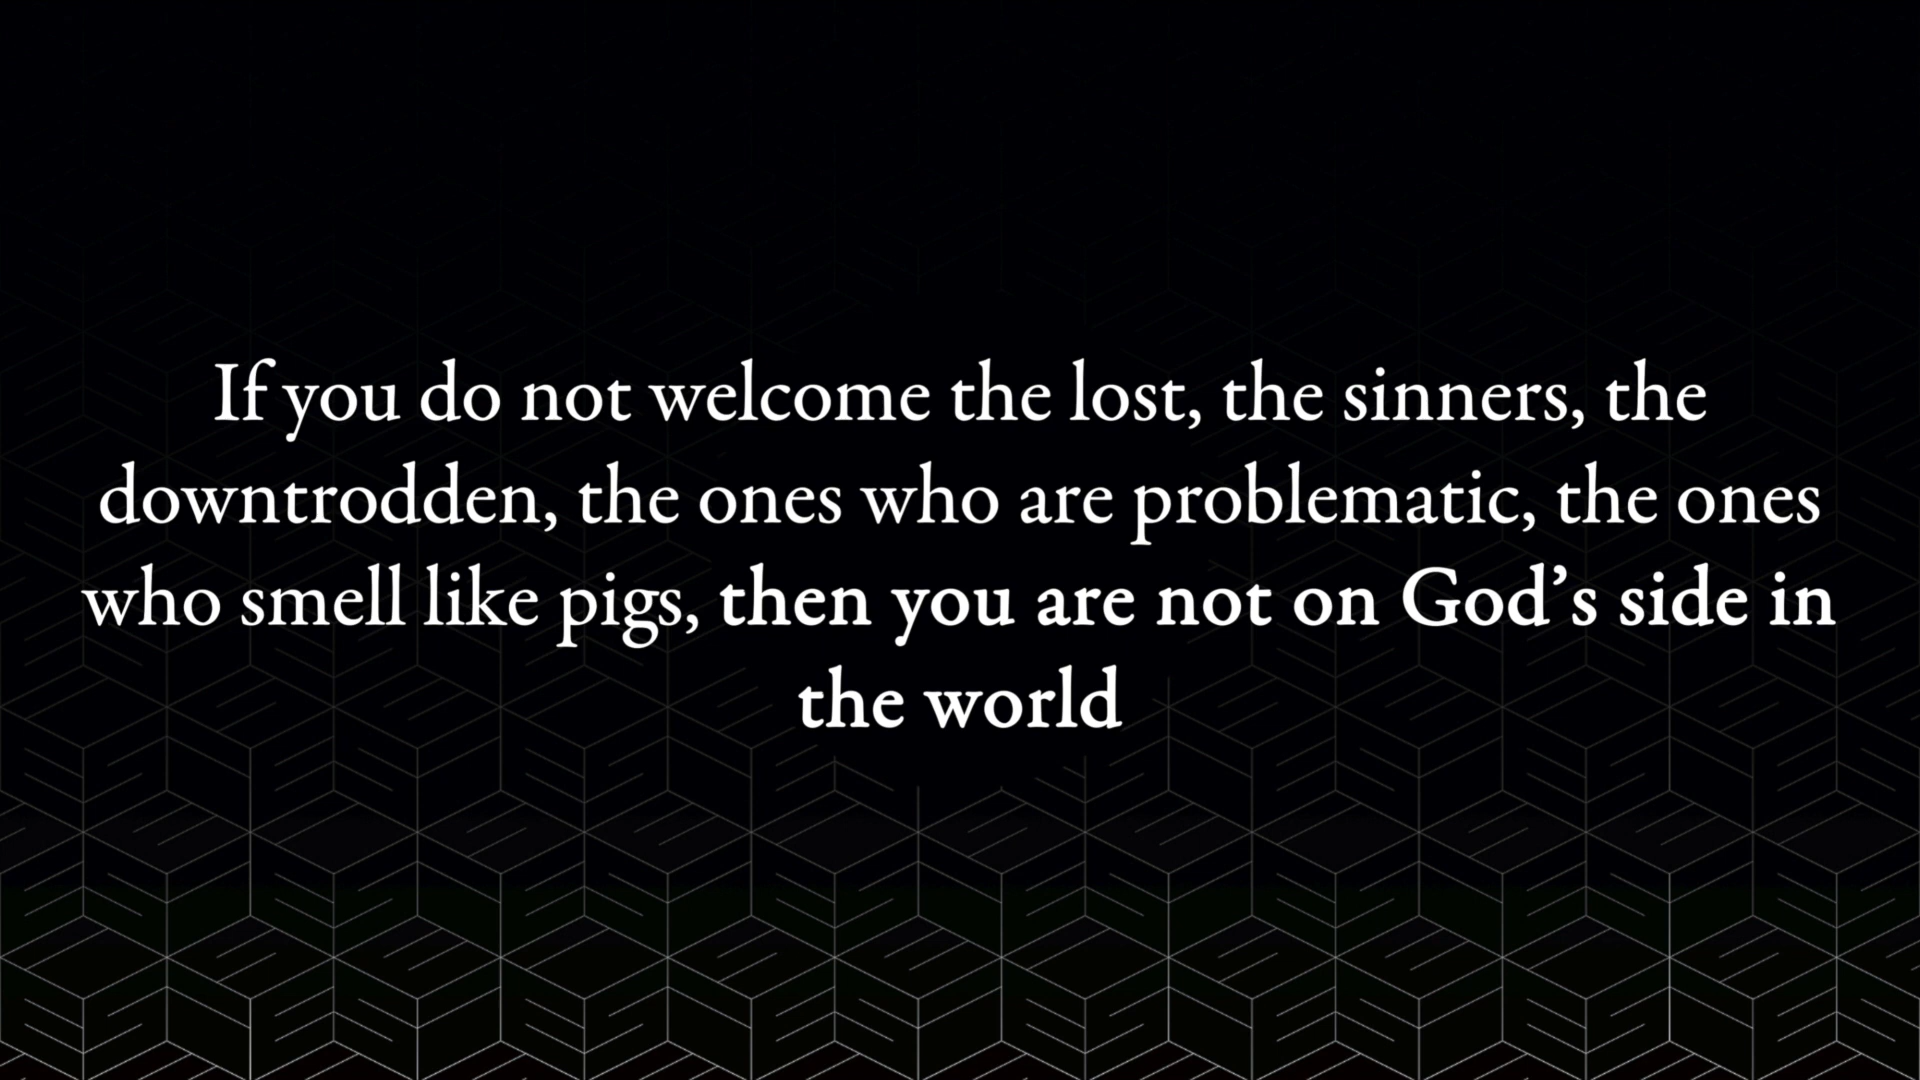 If you do not welcome the lost, the sinners, the
downtrodden, the ones who are problematic, the ones
who smell like pigs, then you are not on God’s side in
the world